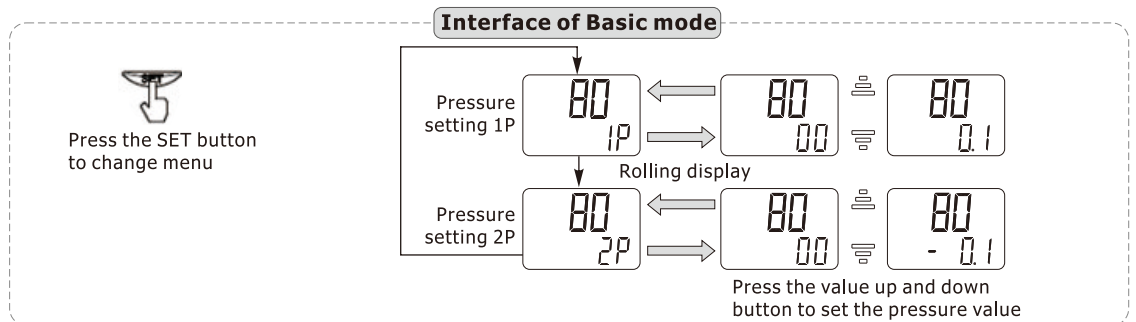 Interface of Basic mode
SET
Press the SET button
to change menu
Pressure
setting 1P
80
1P
80
00
80
0.1
Rolling display
Pressure
setting 2P
80
2P
80
00
80
- 0.1
Press the value up and down
button to set the pressure value